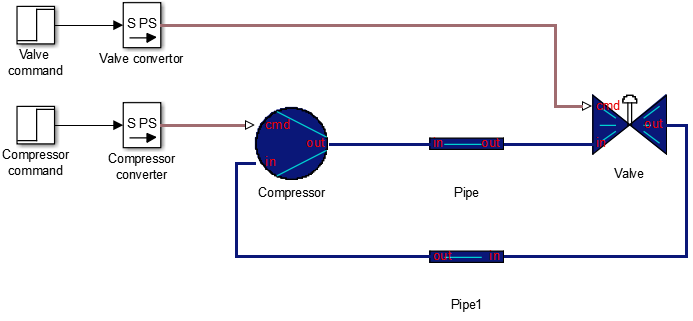 S PS
Valve
command
Valve convertor
S PS
Compressor
command
Compressor
converter
cmd
out
in
Compressor
in
out
Pipe
cmd
out
in
Valve
out
in
Pipe1